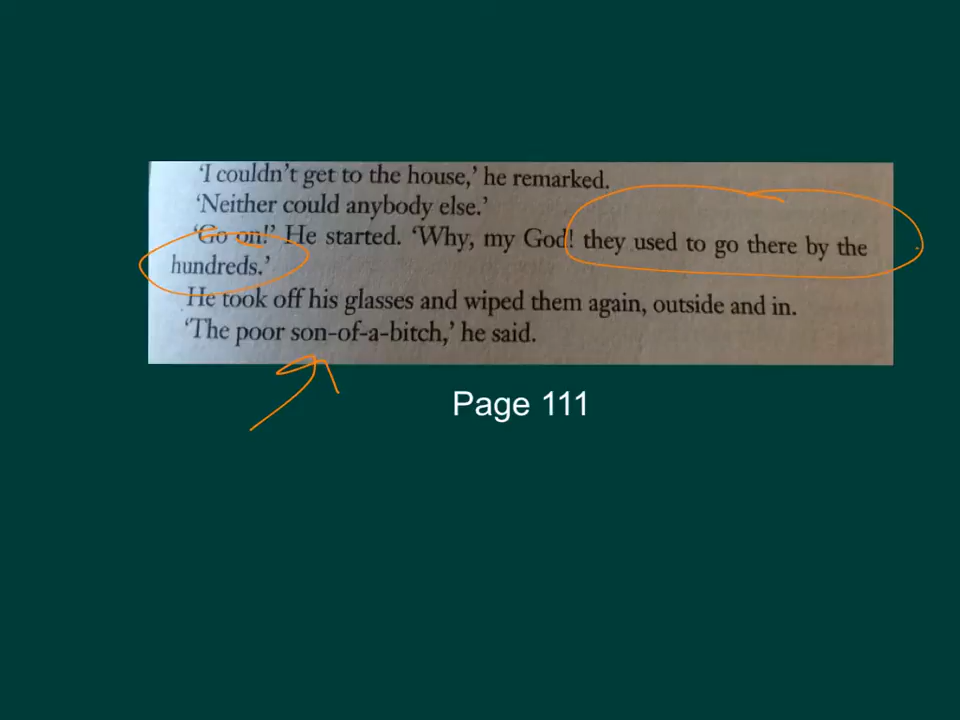 ‘I couldn’t get to the house,’ he remarked.
‘Neither could anybody else.’
‘Go on!’ He started. ‘Why, my God! they used to go there by the
hundreds.’
He took off his glasses and wiped them again, outside and in.
‘The poor son-of-a-bitch,’ he said.
Page 111